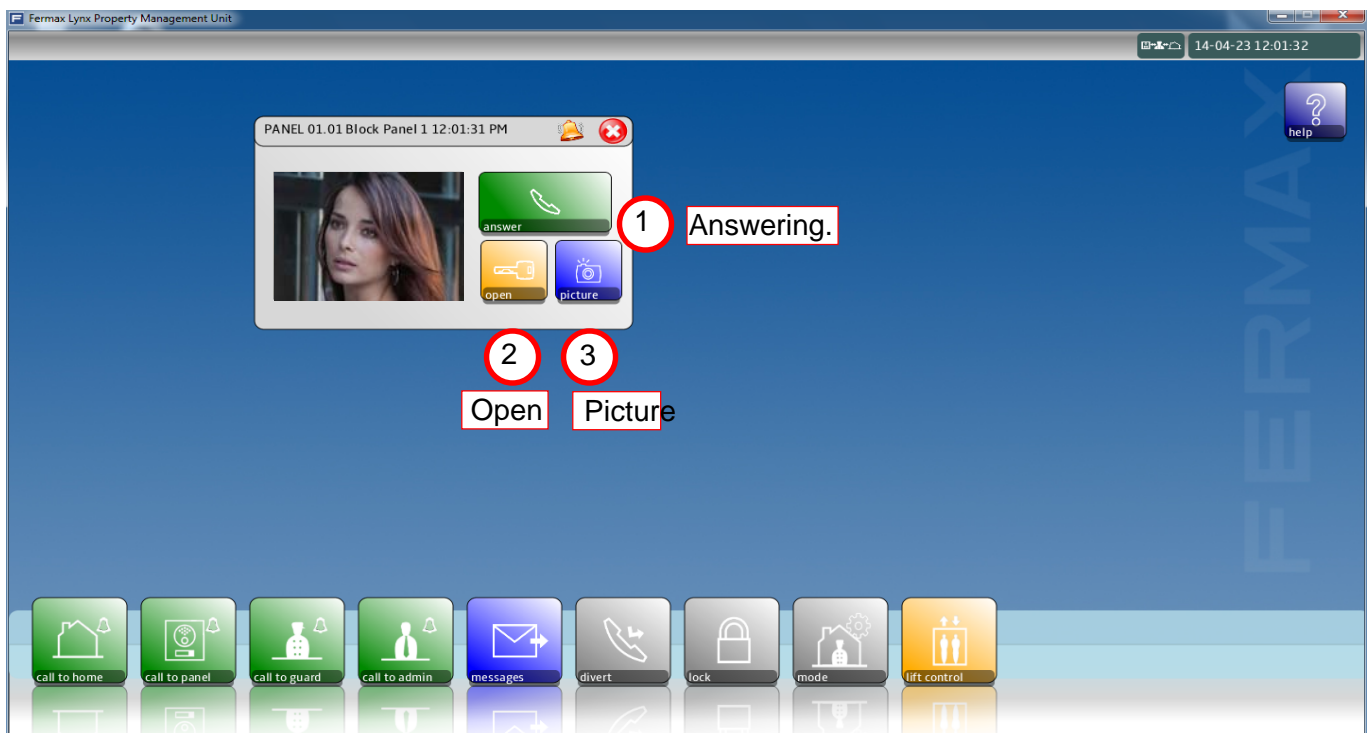 Fermax Lynx Property Management Unit
14-04-23 12:01:32
help
PANEL 01.01 Block Panel 1 12:01:31 PM
answer
1 Answering.
open picture
2 3
Open Picture
FERMAX
call to home call to panel call to guard call to admin messages divert lock mode lift control